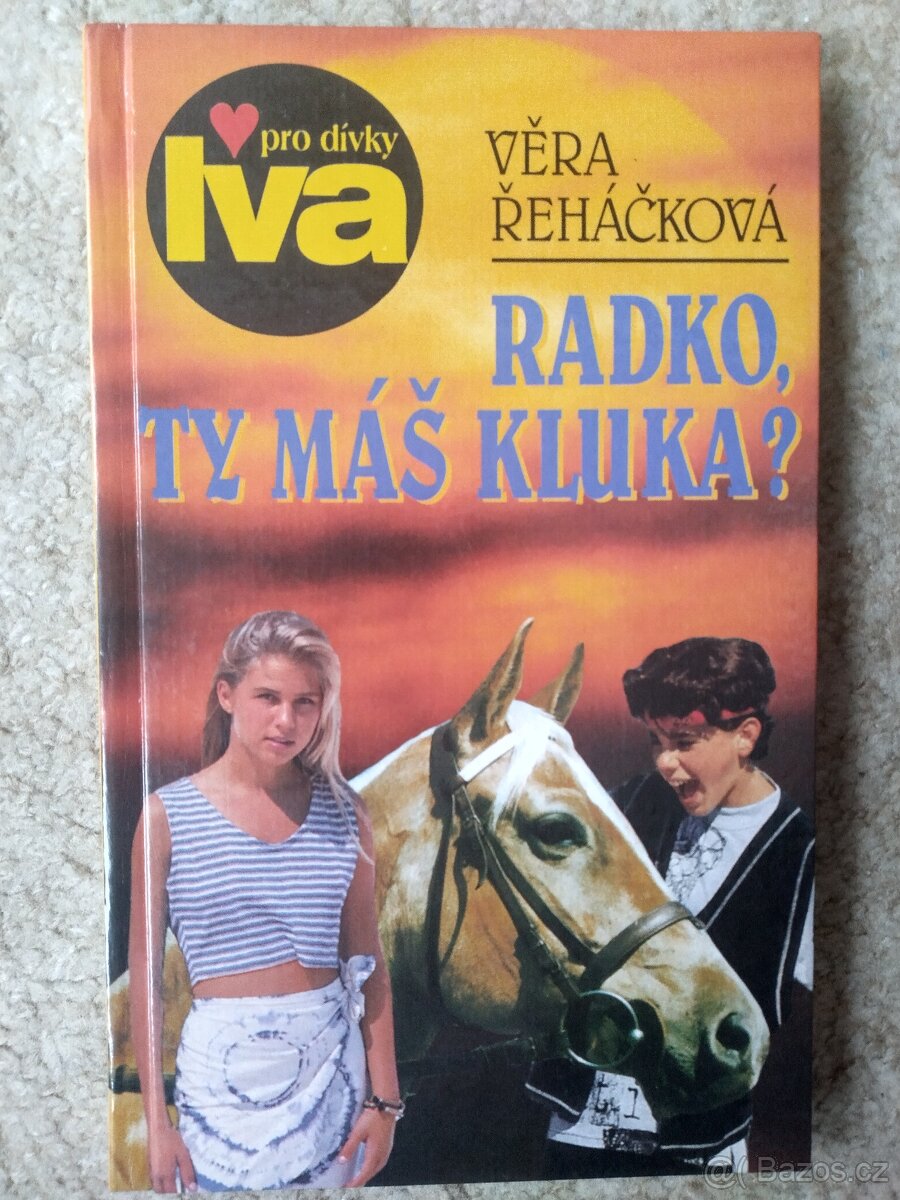 pro dívky
Iva
VĚRA
ŘEHÁČKOVÁ
RADKO,
TY MÁŠ KLUKA?
@( Bazos.cz